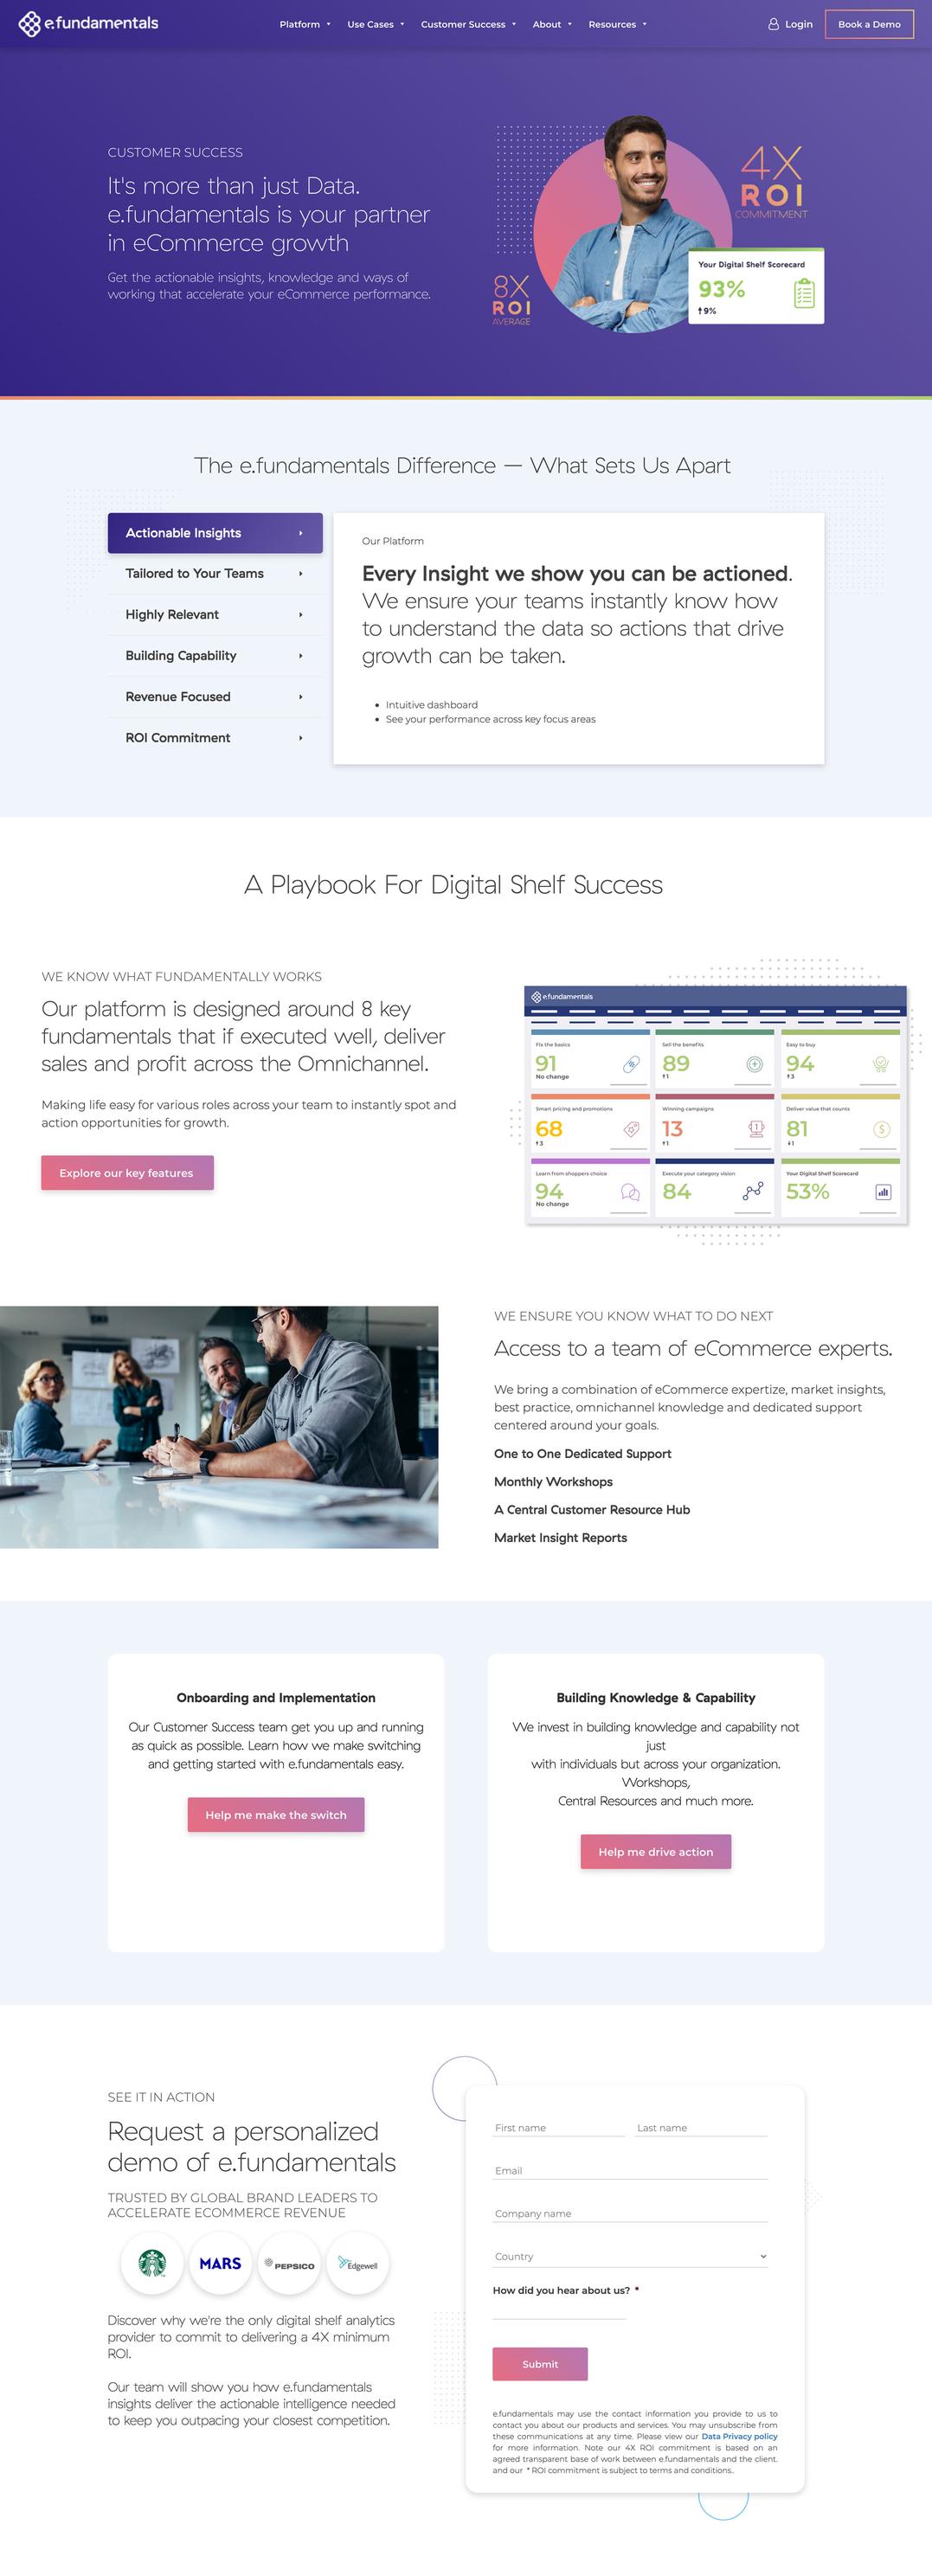 e.fundamentals
Platform
Use Cases
Customer Success
About
Resources
Login
Book a Demo
CUSTOMER SUCCESS
It's more than just Data.
e.fundamentals is your partner
in eCommerce growth
Get the actionable insights, knowledge and ways of
working that accelerate your eCommerce performance.
4X
ROI
COMMITMENT
8X
ROI
AVERAGE
Your Digital Shelf Scorecard
93%
9%
The e.fundamentals Difference — What Sets Us Apart
Actionable Insights
Tailored to Your Teams
Highly Relevant
Building Capability
Revenue Focused
ROI Commitment
Our Platform
Every Insight we show you can be actioned.
We ensure your teams instantly know how
to understand the data so actions that drive
growth can be taken.
• Intuitive dashboard
• See your performance across key focus areas
A Playbook For Digital Shelf Success
WE KNOW WHAT FUNDAMENTALLY WORKS
Our platform is designed around 8 key
fundamentals that if executed well, deliver
sales and profit across the Omnichannel.
Making life easy for various roles across your team to instantly spot and
action opportunities for growth.
Explore our key features
e.fundamentals
Fix the basics
91
No change
Sell the benefits
89
1
Easy to buy
94
3
Smart pricing and promotions
68
3
Winning campaigns
13
1
Deliver value that counts
81
1
Learn from shoppers choice
94
No change
Execute your category vision
84
Your Digital Shelf Scorecard
53%
WE ENSURE YOU KNOW WHAT TO DO NEXT
Access to a team of eCommerce experts.
We bring a combination of eCommerce expertize, market insights,
best practice, omnichannel knowledge and dedicated support
centered around your goals.
One to One Dedicated Support
Monthly Workshops
A Central Customer Resource Hub
Market Insight Reports
Onboarding and Implementation
Our Customer Success team get you up and running
as quick as possible. Learn how we make switching
and getting started with e.fundamentals easy.
Help me make the switch
Building Knowledge & Capability
We invest in building knowledge and capability not
just
with individuals but across your organization.
Workshops,
Central Resources and much more.
Help me drive action
SEE IT IN ACTION
Request a personalized
demo of e.fundamentals
TRUSTED BY GLOBAL BRAND LEADERS TO
ACCELERATE ECOMMERCE REVENUE
MARS
PEPSICO
Edgewell
Discover why we're the only digital shelf analytics
provider to commit to delivering a 4X minimum
ROI.
Our team will show you how e.fundamentals
insights deliver the actionable intelligence needed
to keep you outpacing your closest competition.
First name
Last name
Email
Company name
Country
How did you hear about us? *
Submit
e.fundamentals may use the contact information you provide to us to
contact you about our products and services. You may unsubscribe from
these communications at any time. Please view our Data Privacy policy
for more information. Note our 4X ROI commitment is based on an
agreed transparent base of work between e.fundamentals and the client.
and our *ROI commitment is subject to terms and conditions..